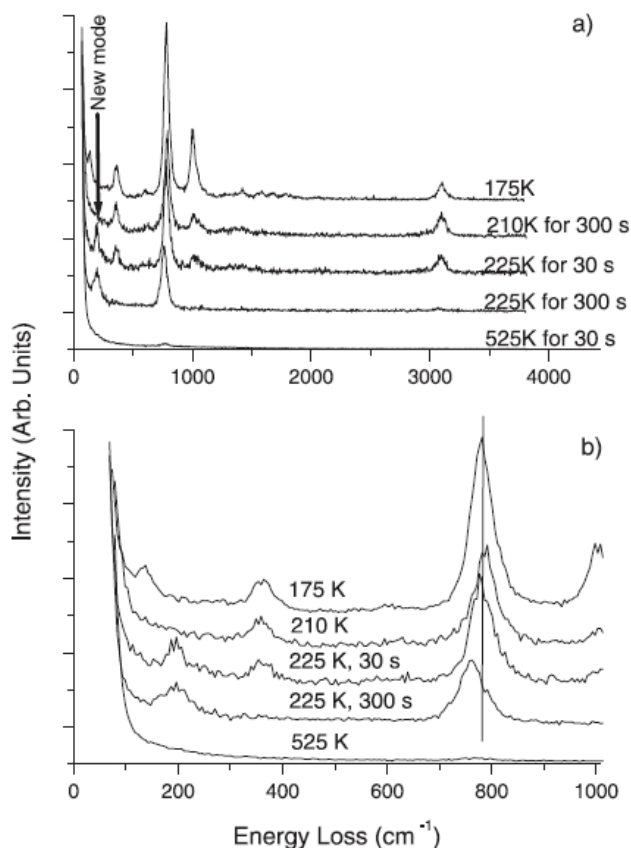 a)
New mode
175K
210K for 300 s
225K for 30 s
225K for 300 s
525K for 30 s
0 1000 2000 3000 4000
Intensity (Arb. Units)
b)
175 K
210 K
225 K, 30 s
225 K, 300 s
525 K
0 200 400 600 800 1000
Energy Loss (cm⁻¹)